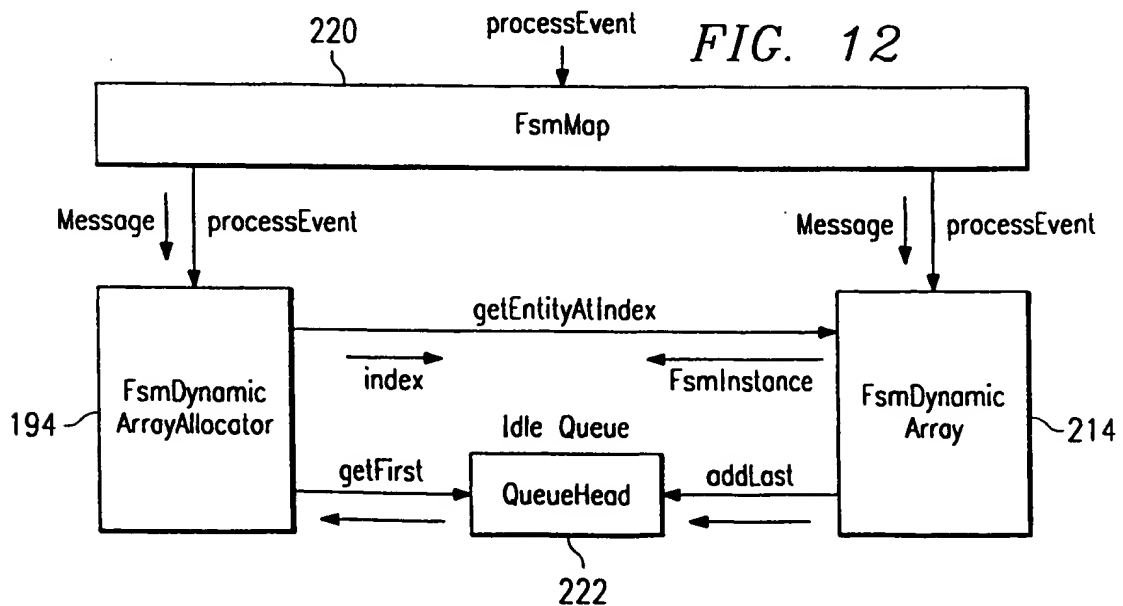 220
processEvent
FIG. 12
FsmMap
Message
processEvent
Message
processEvent
getEntityAtIndex
index
FsmInstance
FsmDynamic
ArrayAllocator
194
FsmDynamic
Array
214
Idle Queue
getFirst
QueueHead
addLast
222